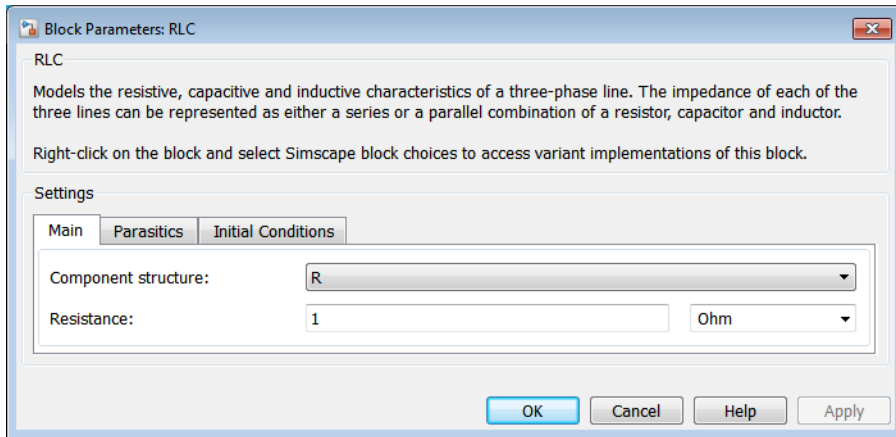 Block Parameters: RLC
RLC
Models the resistive, capacitive and inductive characteristics of a three-phase line. The impedance of each of the
three lines can be represented as either a series or a parallel combination of a resistor, capacitor and inductor.
Right-click on the block and select Simscape block choices to access variant implementations of this block.
Settings
Main Parasitics Initial Conditions
Component structure: R
Resistance: 1 Ohm
OK Cancel Help Apply